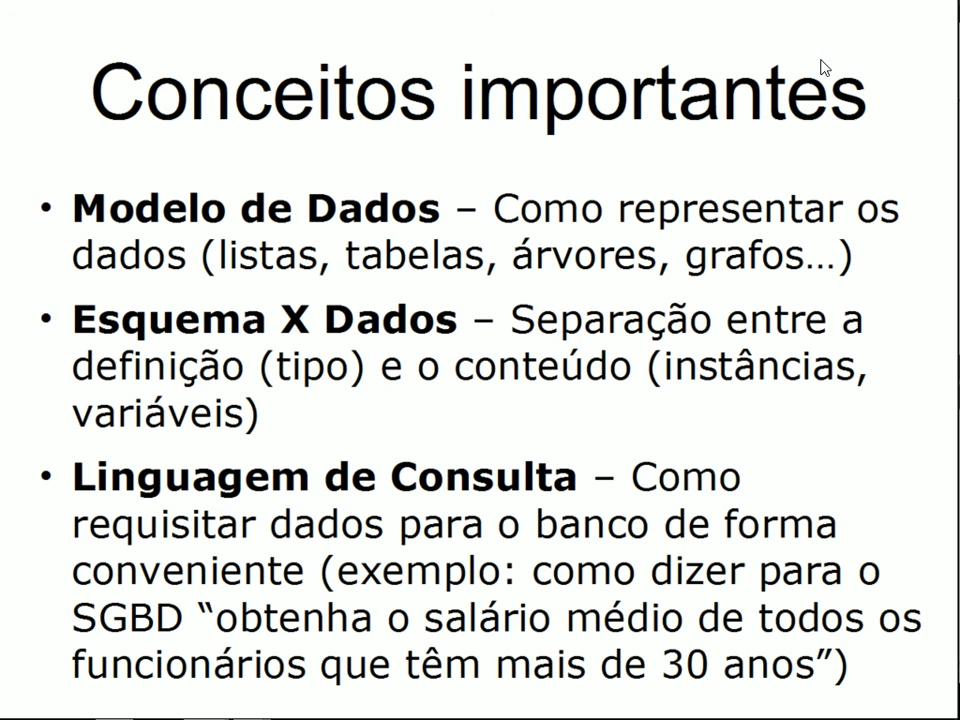 Conceitos importantes
• Modelo de Dados – Como representar os
dados (listas, tabelas, árvores, grafos…)
• Esquema X Dados – Separação entre a
definição (tipo) e o conteúdo (instâncias,
variáveis)
• Linguagem de Consulta – Como
requisitar dados para o banco de forma
conveniente (exemplo: como dizer para o
SGBD “obtenha o salário médio de todos os
funcionários que têm mais de 30 anos”)